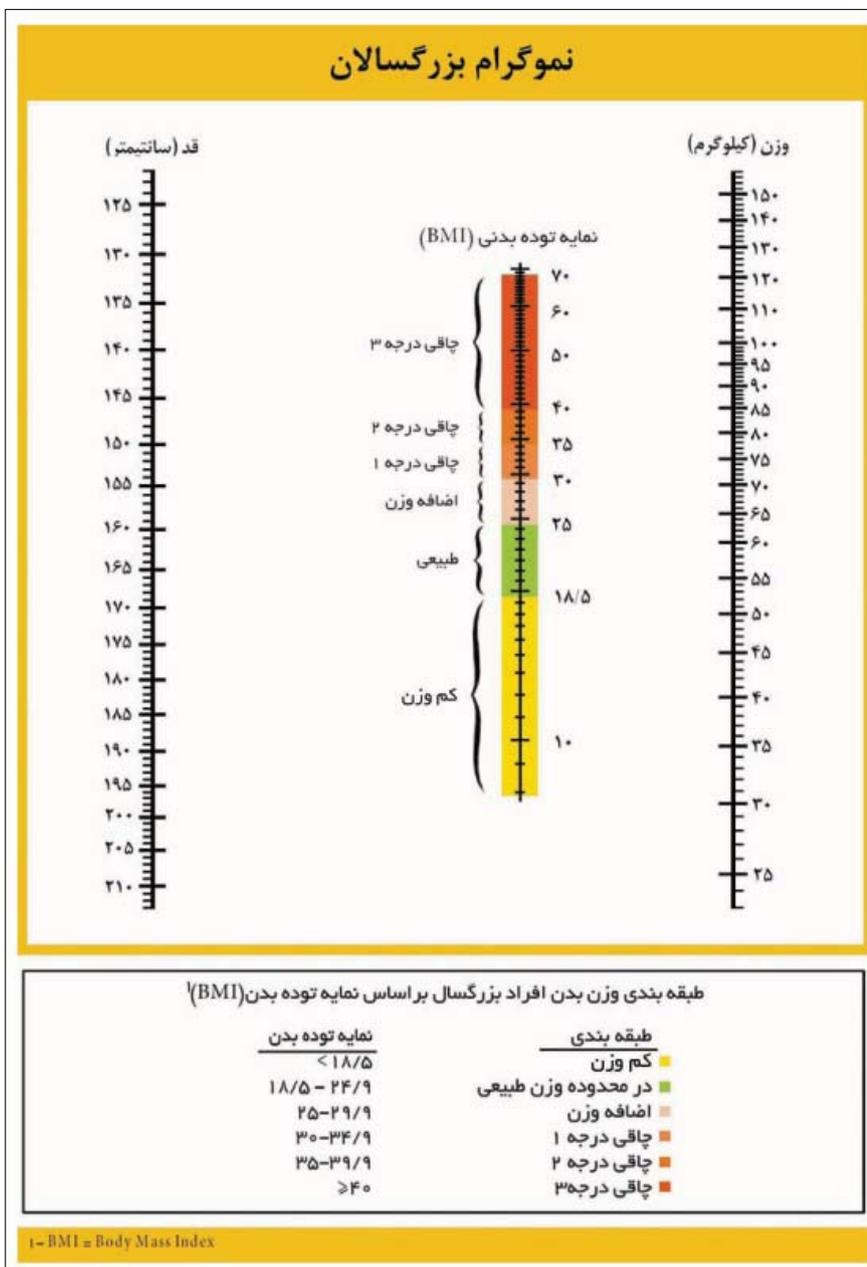 نموگرام بزرگسالان
وزن (کیلوگرم)
۱۵۰
۱۴۰
۱۳۰
۱۲۰
۱۱۰
۱۰۰
۹۵
۹۰
۸۵
۸۰
۷۵
۷۰
۶۵
۶۰
۵۵
۵۰
۴۵
۴۰
۳۵
۳۰
۲۵
نمایه توده بدنی (BMI)
۷۰
۶۰
۵۰
۴۰
۳۵
۳۰
۲۵
۱۸/۵
۱۰
چاقی درجه ۳
چاقی درجه ۲
چاقی درجه ۱
اضافه وزن
طبیعی
کم وزن
قد (سانتیمتر)
۱۲۵
۱۳۰
۱۳۵
۱۴۰
۱۴۵
۱۵۰
۱۵۵
۱۶۰
۱۶۵
۱۷۰
۱۷۵
۱۸۰
۱۸۵
۱۹۰
۱۹۵
۲۰۰
۲۰۵
۲۱۰
طبقه بندی وزن بدن افراد بزرگسال براساس نمایه توده بدن(BMI)۱
طبقه بندی نمایه توده بدن
کم وزن <۱۸/۵
در محدوده وزن طبیعی ۱۸/۵ – ۲۴/۹
اضافه وزن ۲۵–۲۹/۹
چاقی درجه ۱ ۳۰–۳۴/۹
چاقی درجه ۲ ۳۵–۳۹/۹
چاقی درجه۳ ≥۴۰
۱– BMI = Body Mass Index